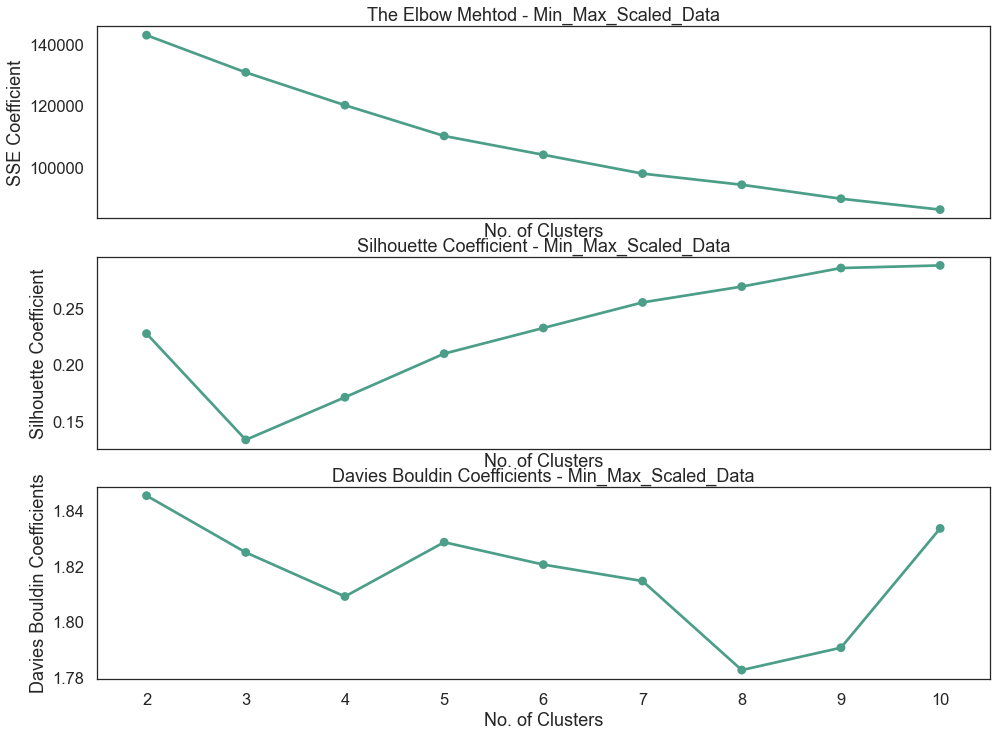 The Elbow Mehtod - Min_Max_Scaled_Data
SSE Coefficient
140000
120000
100000
No. of Clusters
Silhouette Coefficient - Min_Max_Scaled_Data
Silhouette Coefficient
0.25
0.20
0.15
No. of Clusters
Davies Bouldin Coefficients - Min_Max_Scaled_Data
Davies Bouldin Coefficients
1.84
1.82
1.80
1.78
2 3 4 5 6 7 8 9 10
No. of Clusters